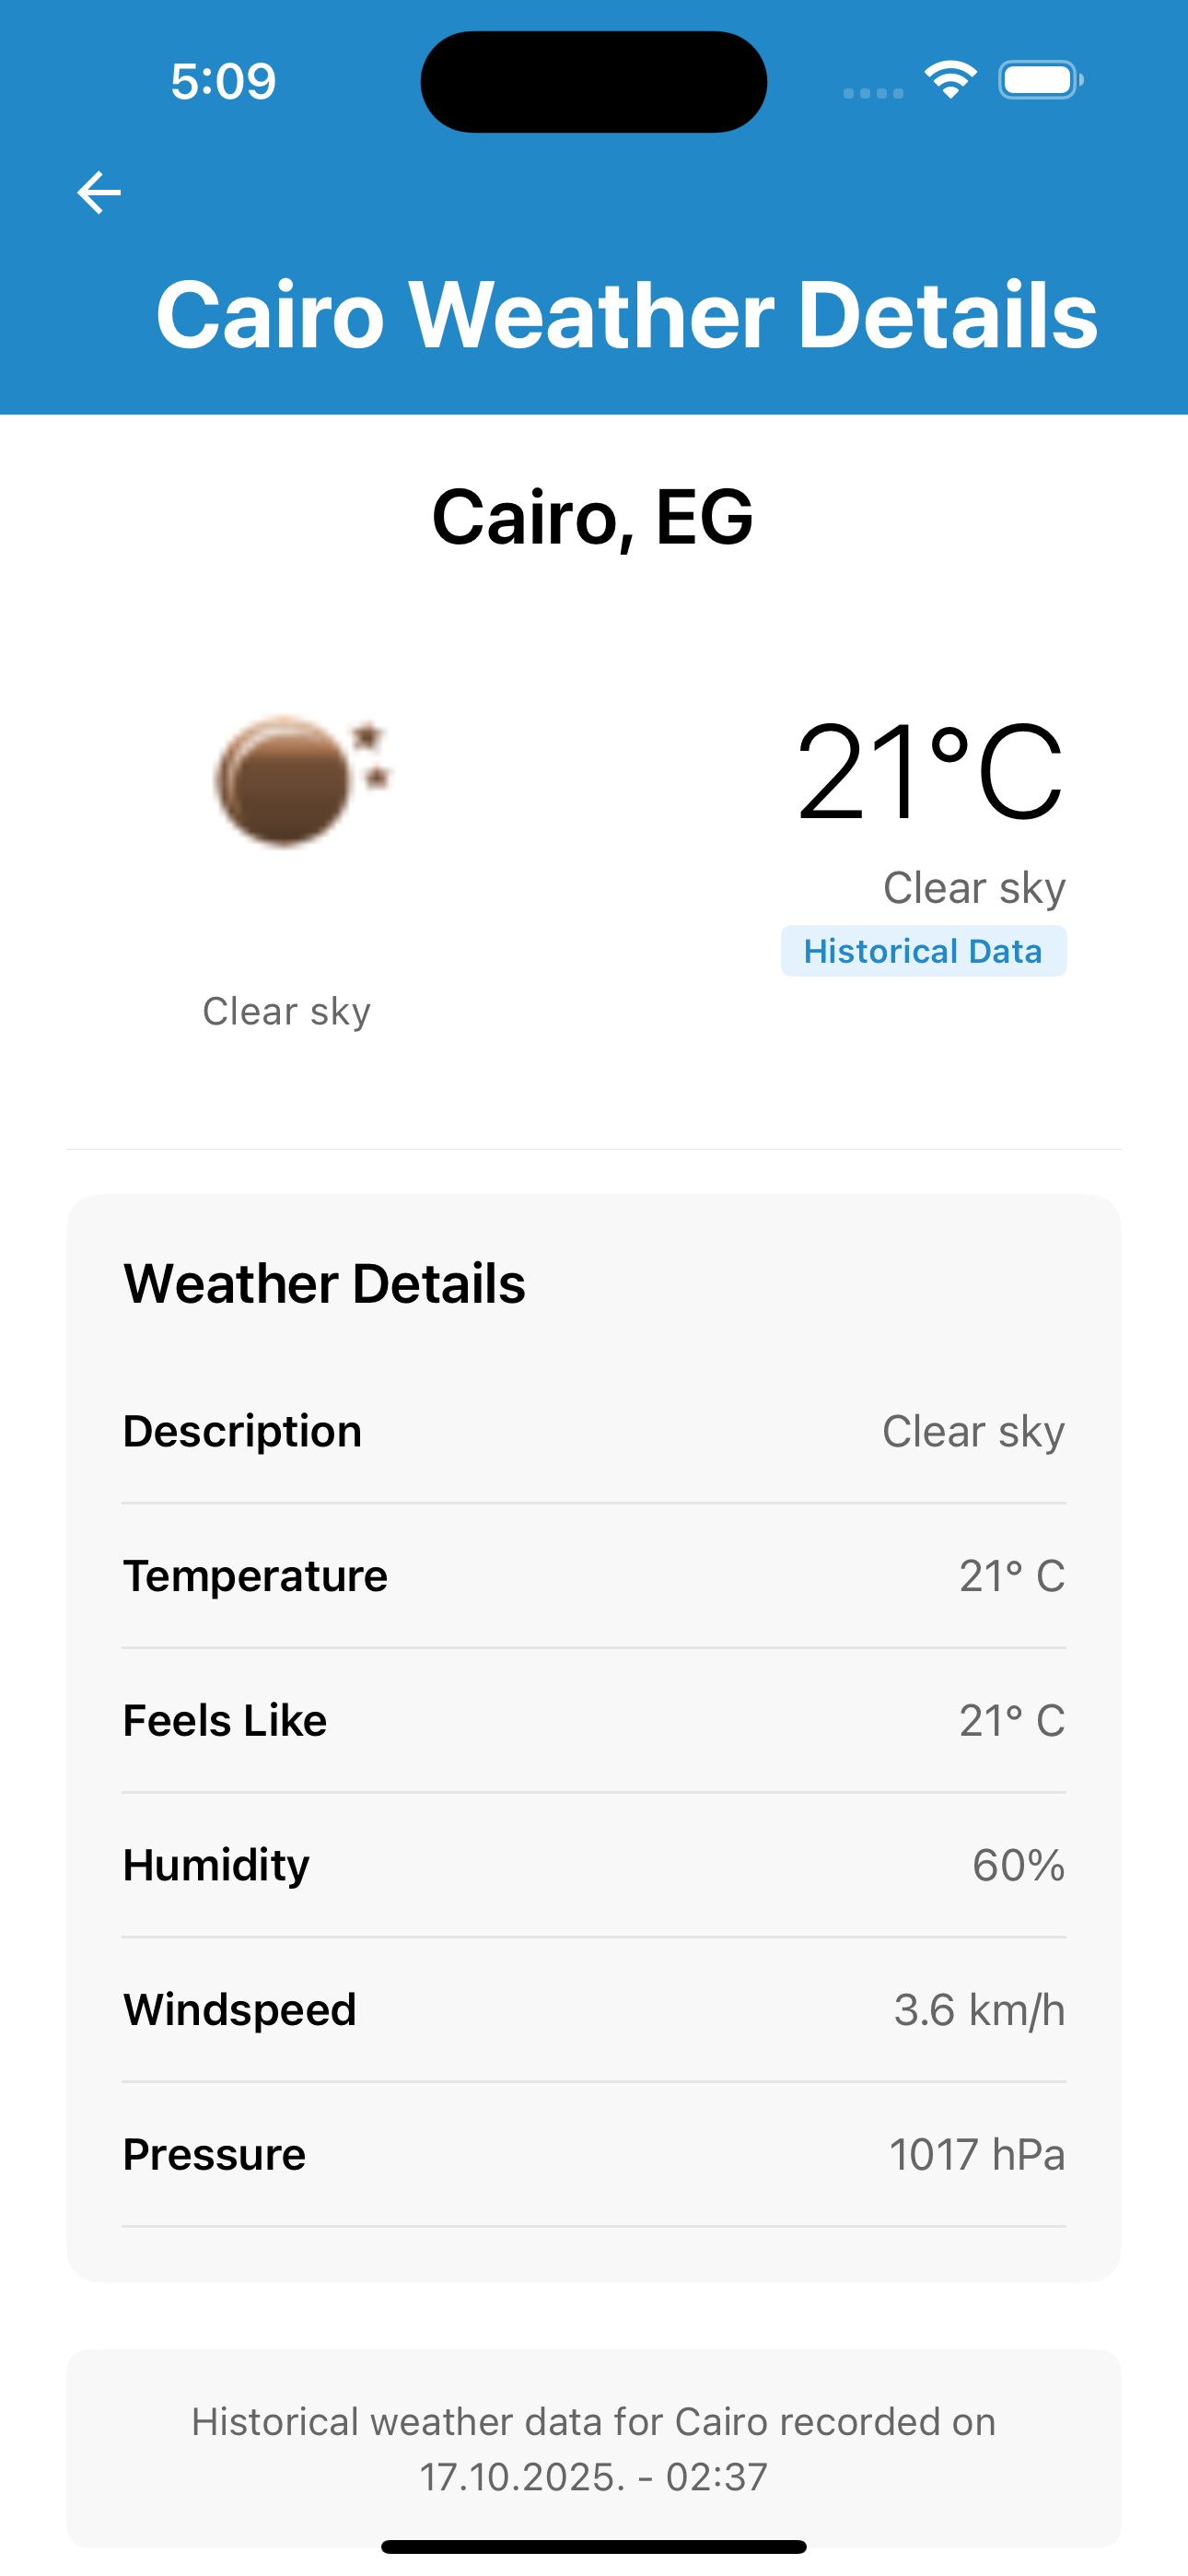 5:09
Cairo Weather Details
Cairo, EG
21°C
Clear sky
Historical Data
Clear sky
Weather Details
Description Clear sky
Temperature 21° C
Feels Like 21° C
Humidity 60%
Windspeed 3.6 km/h
Pressure 1017 hPa
Historical weather data for Cairo recorded on
17.10.2025. - 02:37